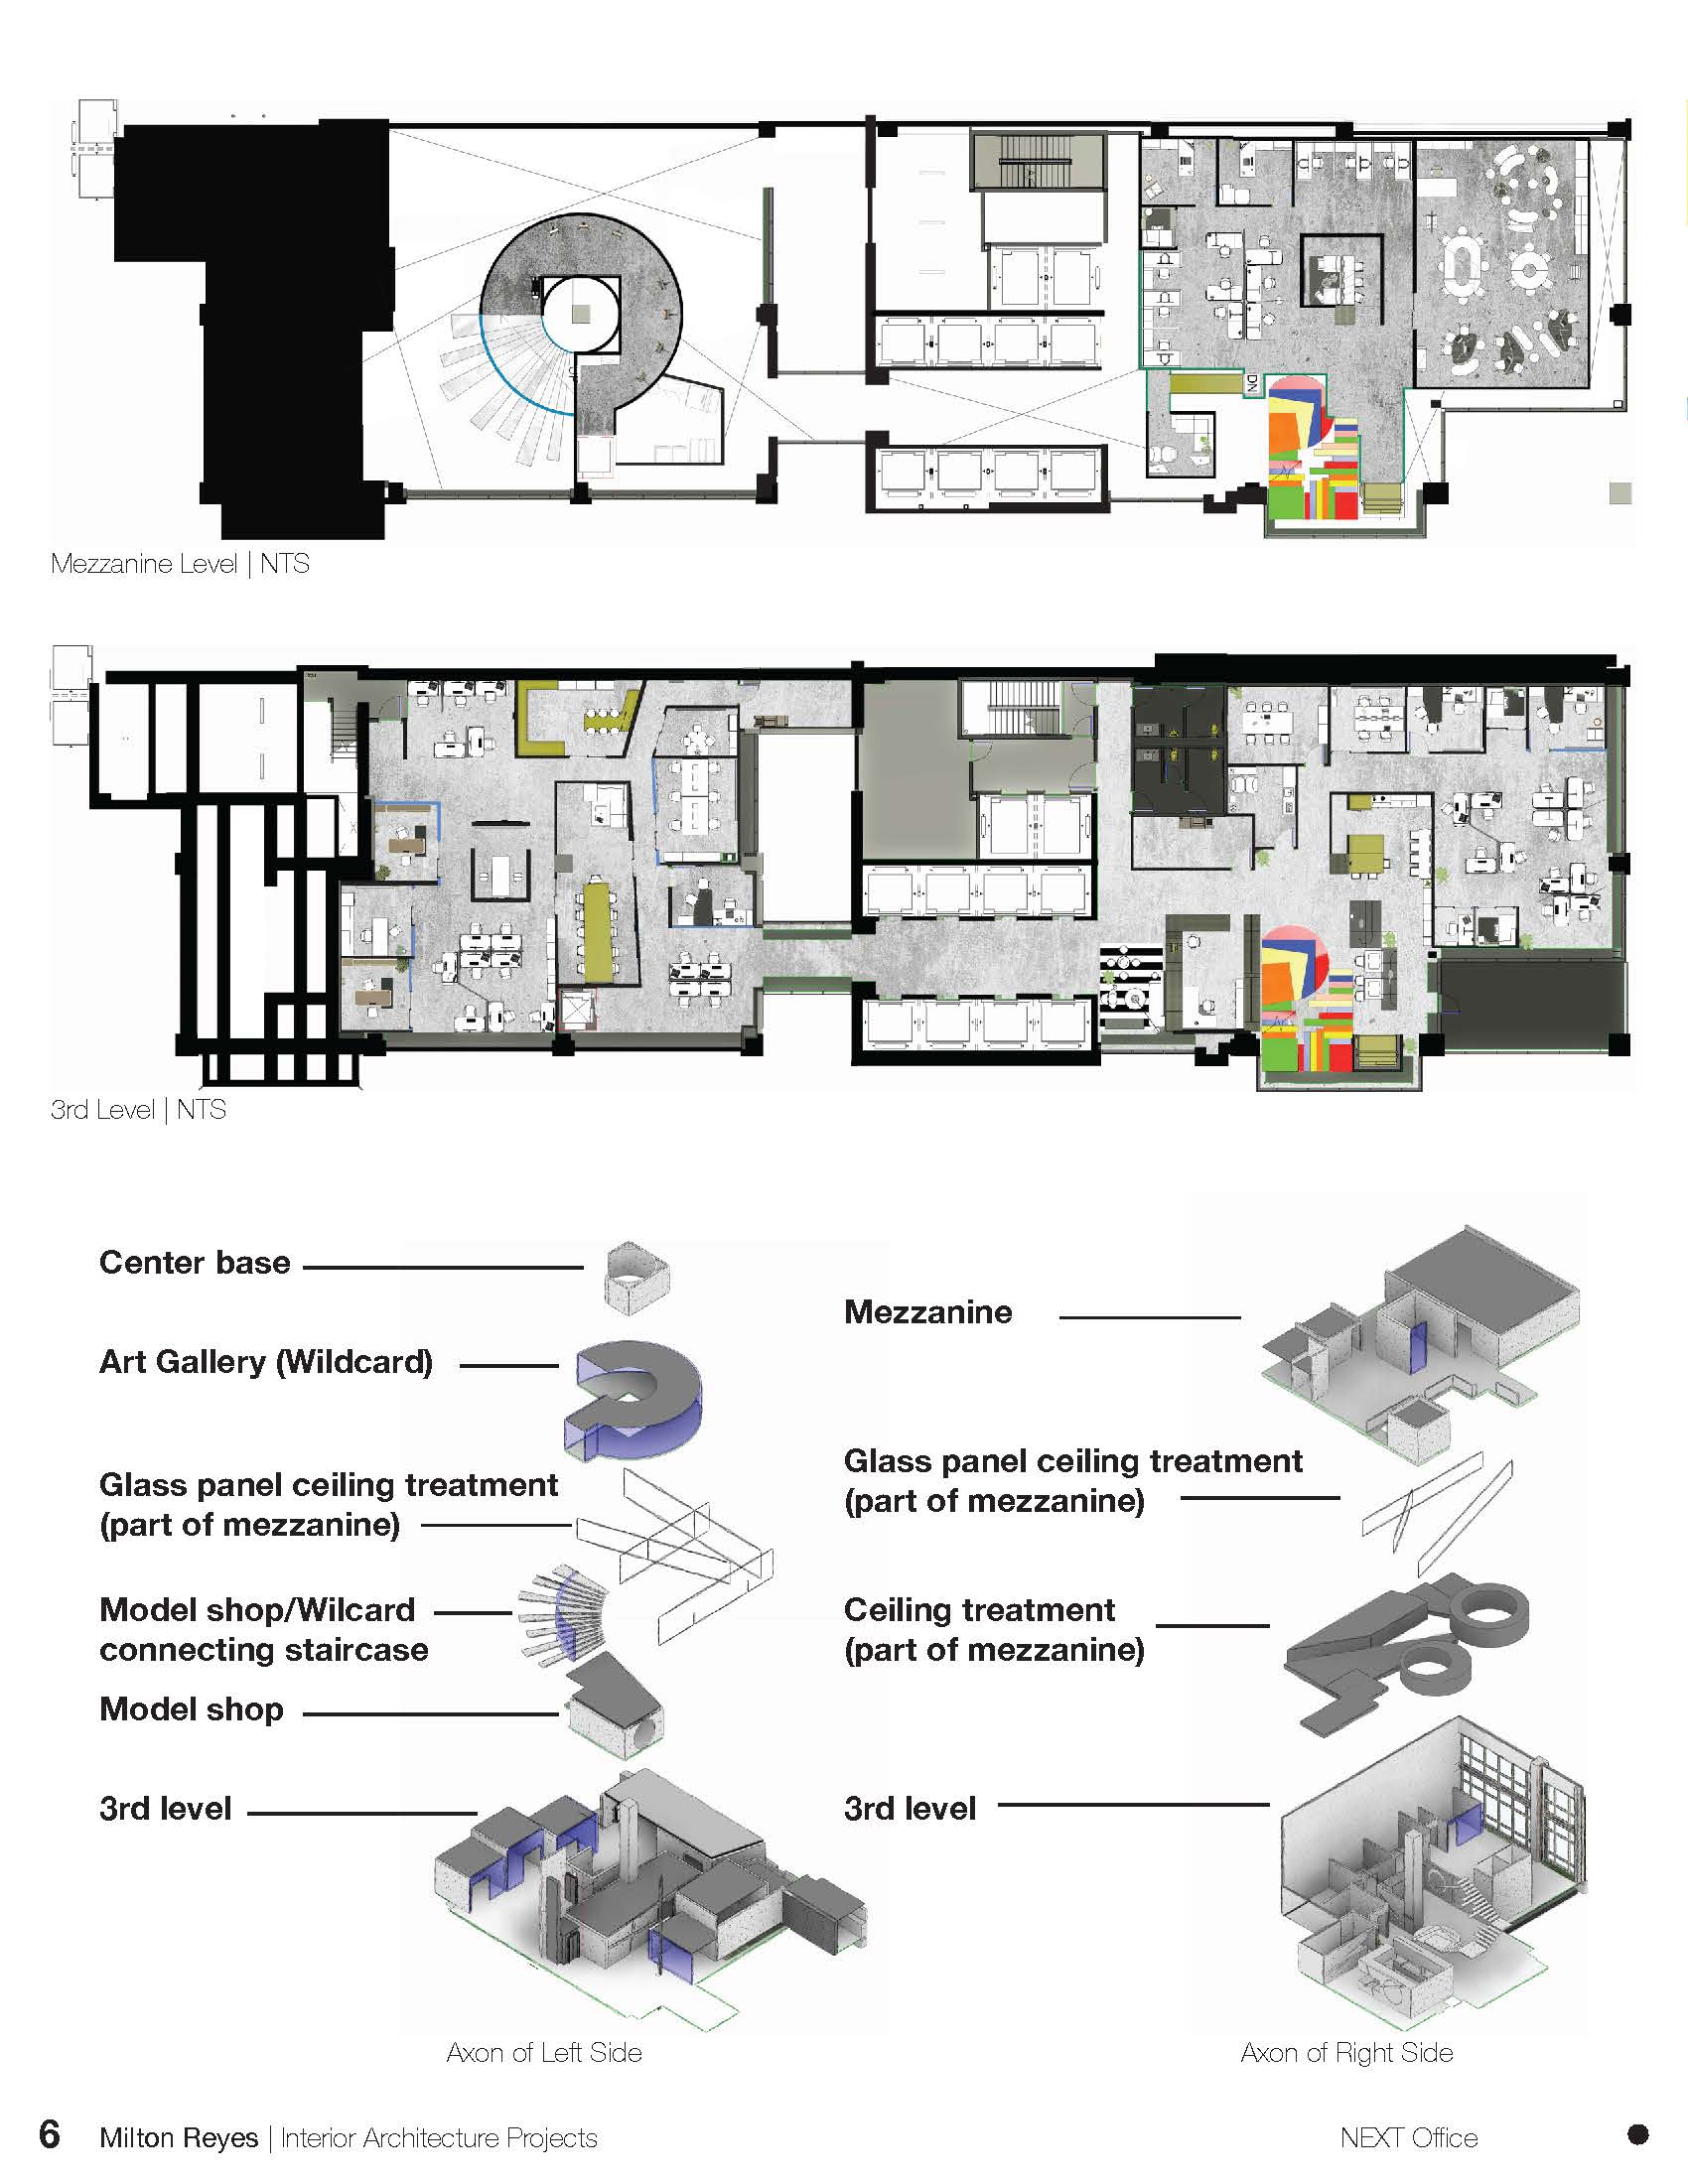 DN
Mezzanine Level | NTS
3rd Level | NTS
Center base
Art Gallery (Wildcard)
Glass panel ceiling treatment
(part of mezzanine)
Model shop/Wilcard
connecting staircase
Model shop
3rd level
Axon of Left Side
Mezzanine
Glass panel ceiling treatment
(part of mezzanine)
Ceiling treatment
(part of mezzanine)
3rd level
Axon of Right Side
6 Milton Reyes | Interior Architecture Projects
NEXT Office